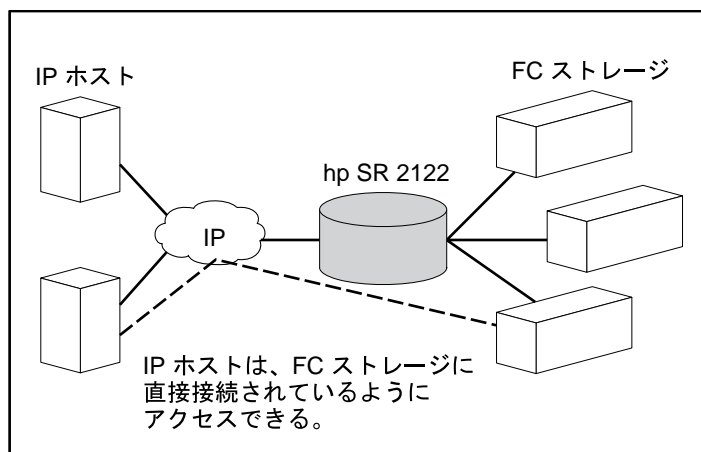 IP ホスト
FC ストレージ
hp SR 2122
IP
IP ホストは、FC ストレージに
直接接続されているように
アクセスできる。